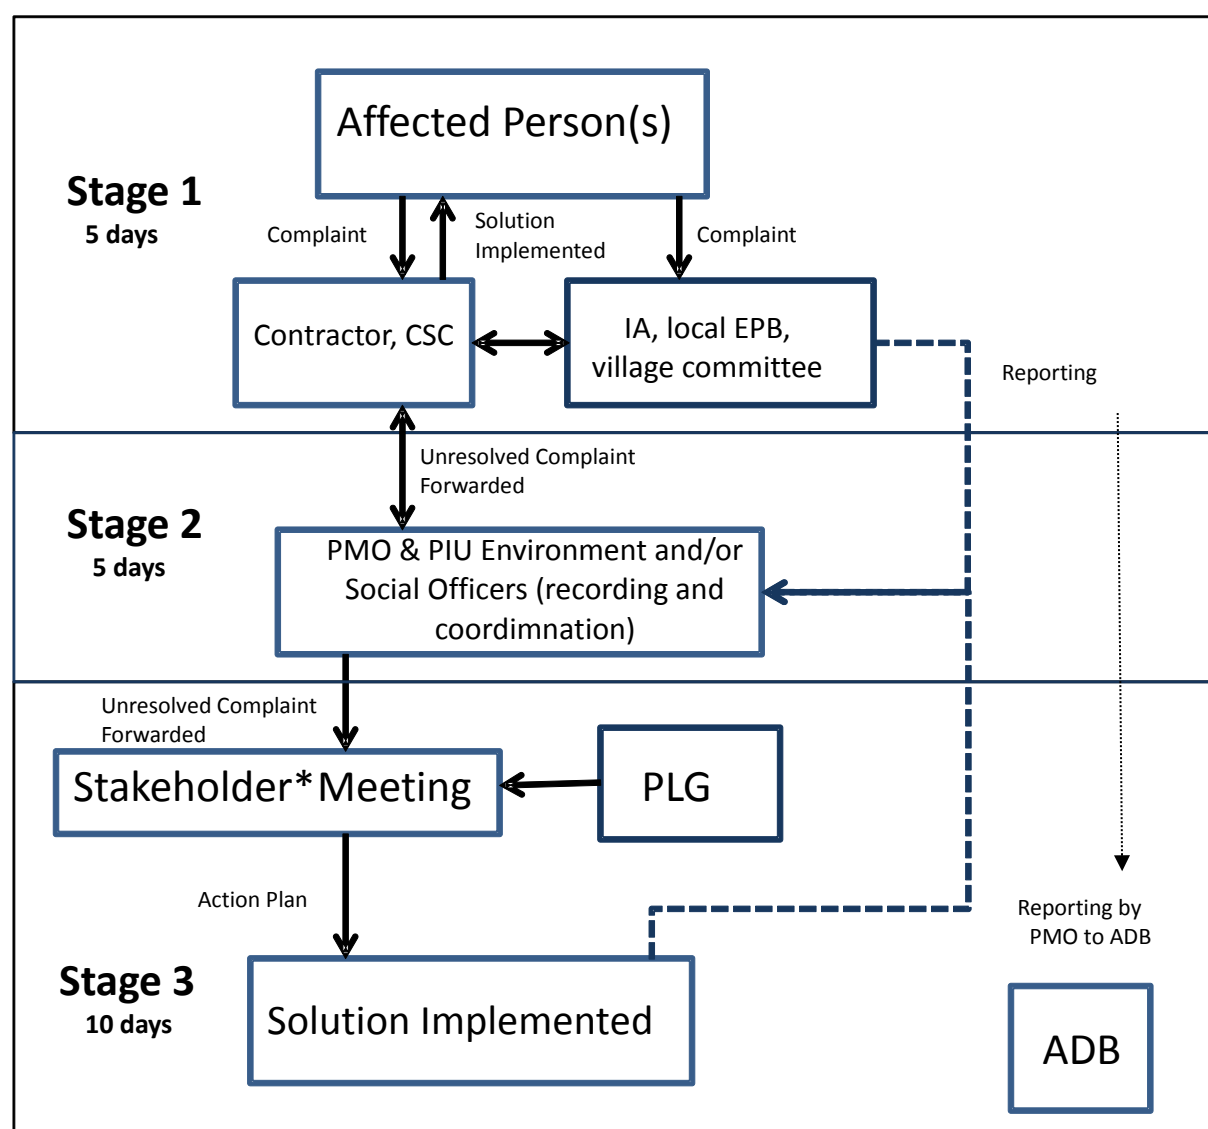 Affected Person(s)
Stage 1
5 days
Complaint
Solution
Implemented
Complaint
Contractor, CSC
IA, local EPB,
village committee
Reporting
Unresolved Complaint
Forwarded
Stage 2
5 days
PMO & PIU Environment and/or
Social Officers (recording and
coordimnation)
Unresolved Complaint
Forwarded
Stakeholder* Meeting
PLG
Action Plan
Reporting by
PMO to ADB
Stage 3
10 days
Solution Implemented
ADB